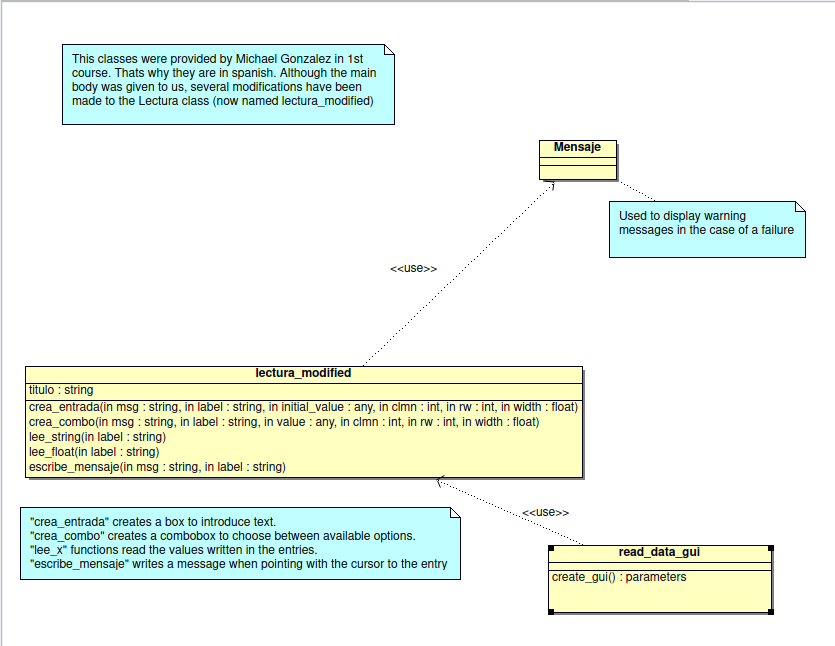 This classes were provided by Michael Gonzalez in 1st
course. Thats why they are in spanish. Although the main
body was given to us, several modifications have been
made to the Lectura class (now named lectura_modified)
Mensaje
Used to display warning
messages in the case of a failure
<<use>>
lectura_modified
titulo : string
crea_entrada(in msg : string, in label : string, in initial_value : any, in clmn : int, in rw : int, in width : float)
crea_combo(in msg : string, in label : string, in value : any, in clmn : int, in rw : int, in width : float)
lee_string(in label : string)
lee_float(in label : string)
escribe_mensaje(in msg : string, in label : string)
"crea_entrada" creates a box to introduce text.
"crea_combo" creates a combobox to choose between available options.
"lee_x" functions read the values written in the entries.
"escribe_mensaje" writes a message when pointing with the cursor to the entry
<<use>>
read_data_gui
create_gui() : parameters